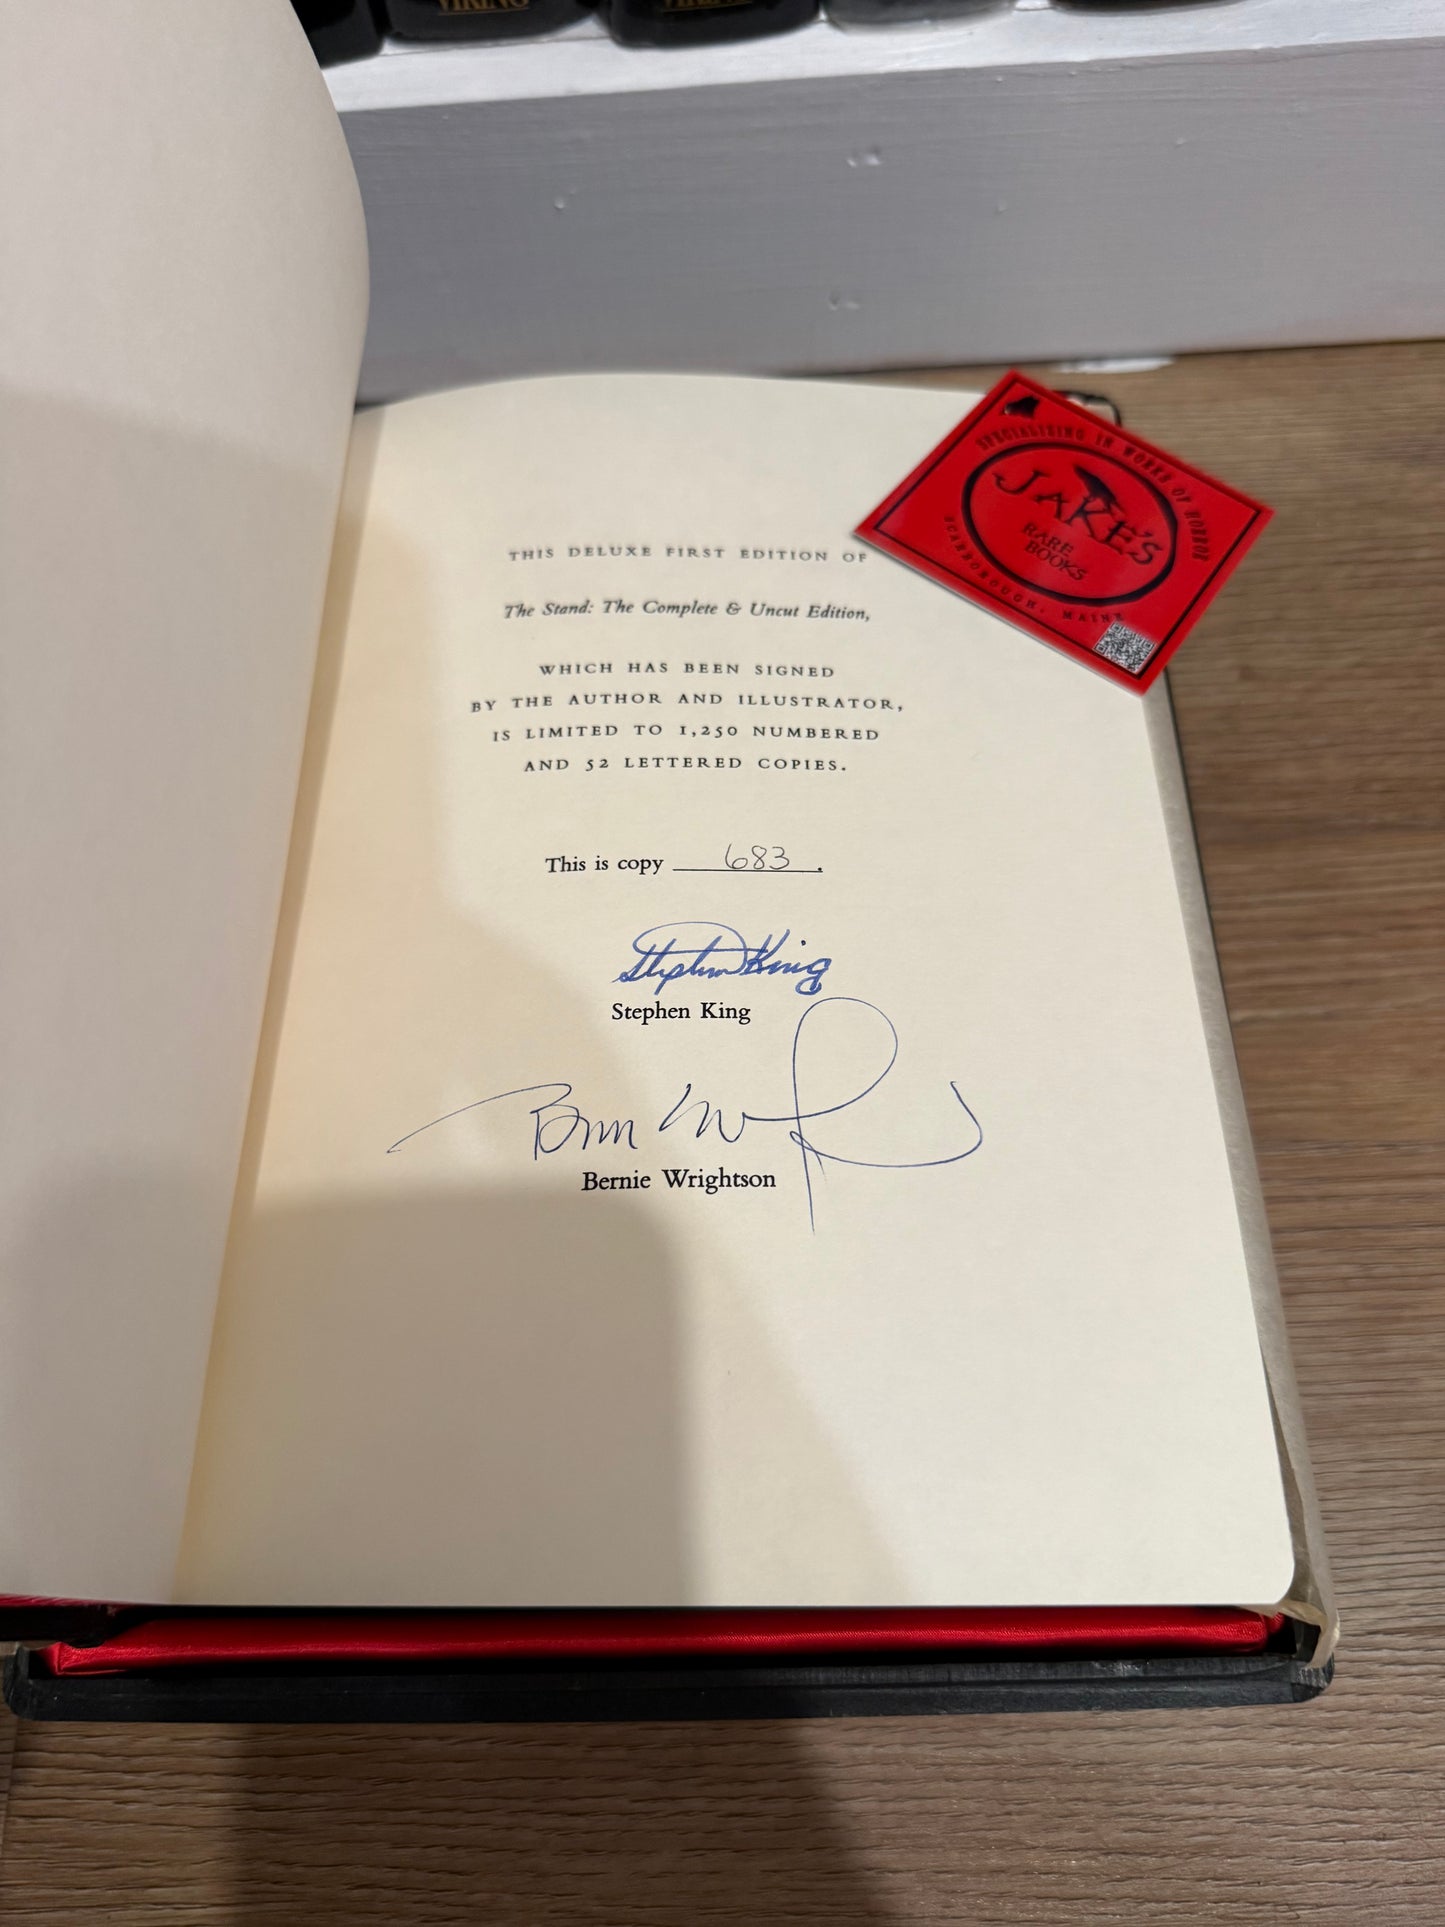 VIKING
VIKING
THIS DELUXE FIRST EDITION OF
The Stand: The Complete & Uncut Edition,
WHICH HAS BEEN SIGNED
BY THE AUTHOR AND ILLUSTRATOR,
IS LIMITED TO 1,250 NUMBERED
AND 52 LETTERED COPIES.
This is copy 683.
Stephen King
Stephen King
Bernie Wrightson
SPECIALIZING IN WORKS OF HORROR
JAKE'S
RARE
BOOKS
SCARBOROUGH, MAINE